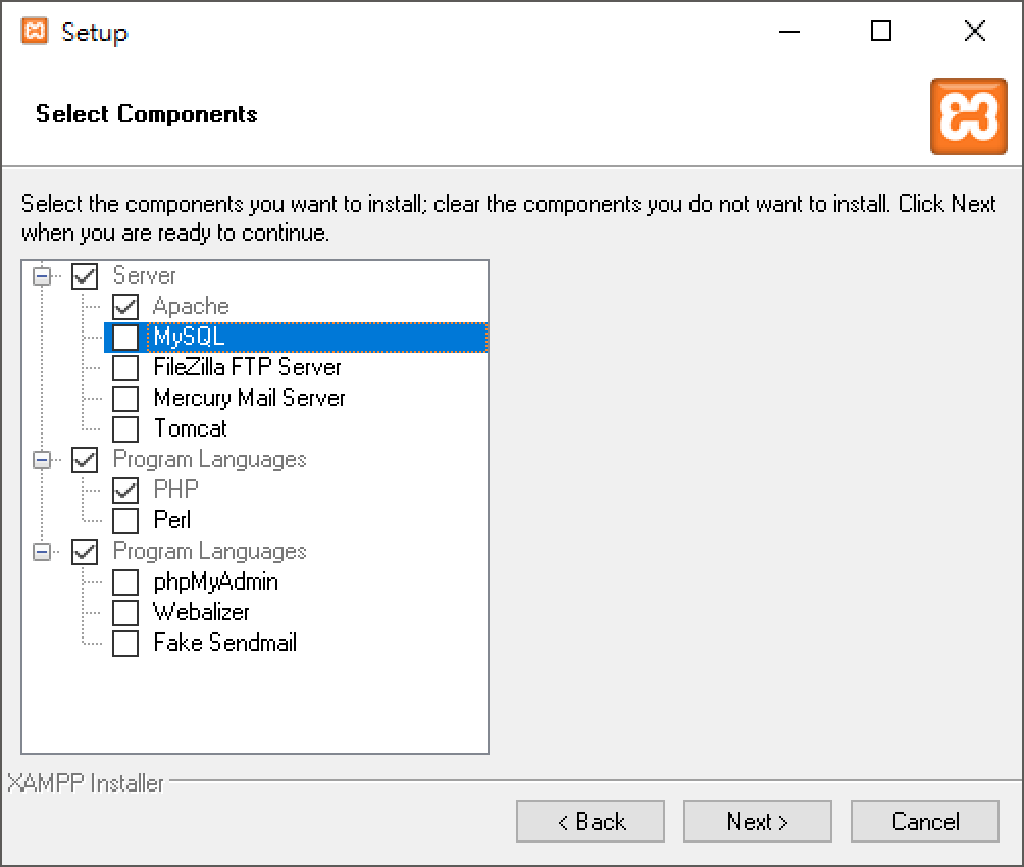 Setup
Select Components
Select the components you want to install; clear the components you do not want to install. Click Next
when you are ready to continue.
Server
Apache
MySQL
FileZilla FTP Server
Mercury Mail Server
Tomcat
Program Languages
PHP
Perl
Program Languages
phpMyAdmin
Webalizer
Fake Sendmail
XAMPP Installer
< Back
Next >
Cancel